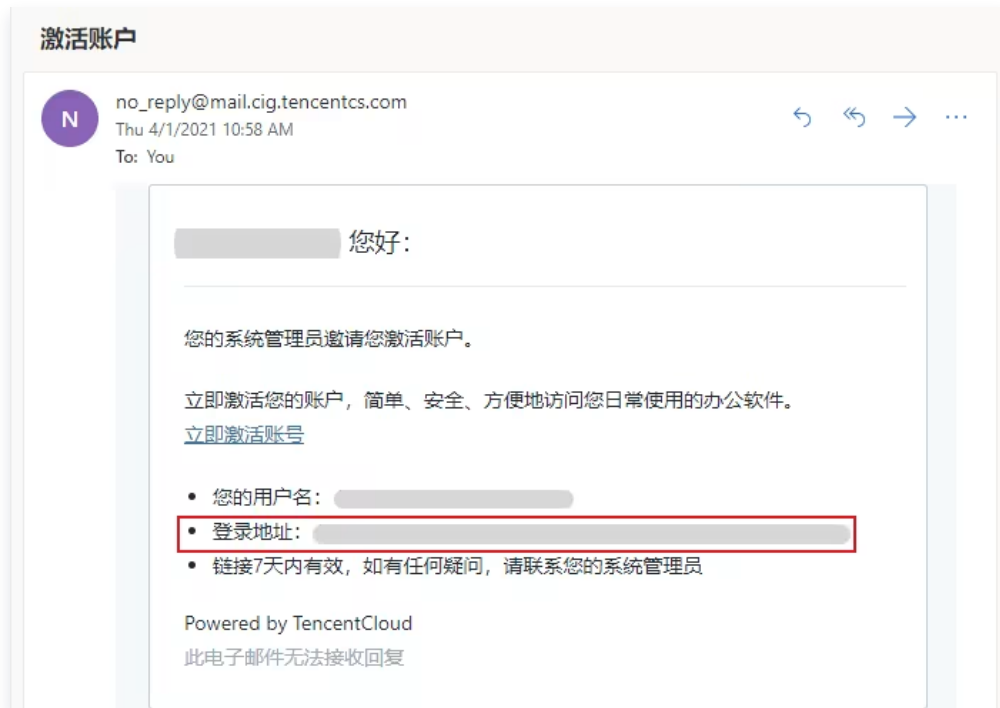 激活账户
N
no_reply@mail.cig.tencentcs.com
Thu 4/1/2021 10:58 AM
To: You
您好：
您的系统管理员邀请您激活账户。
立即激活您的账户，简单、安全、方便地访问您日常使用的办公软件。
立即激活账号
• 您的用户名：
• 登录地址：
• 链接7天内有效，如有任何疑问，请联系您的系统管理员
Powered by TencentCloud
此电子邮件无法接收回复